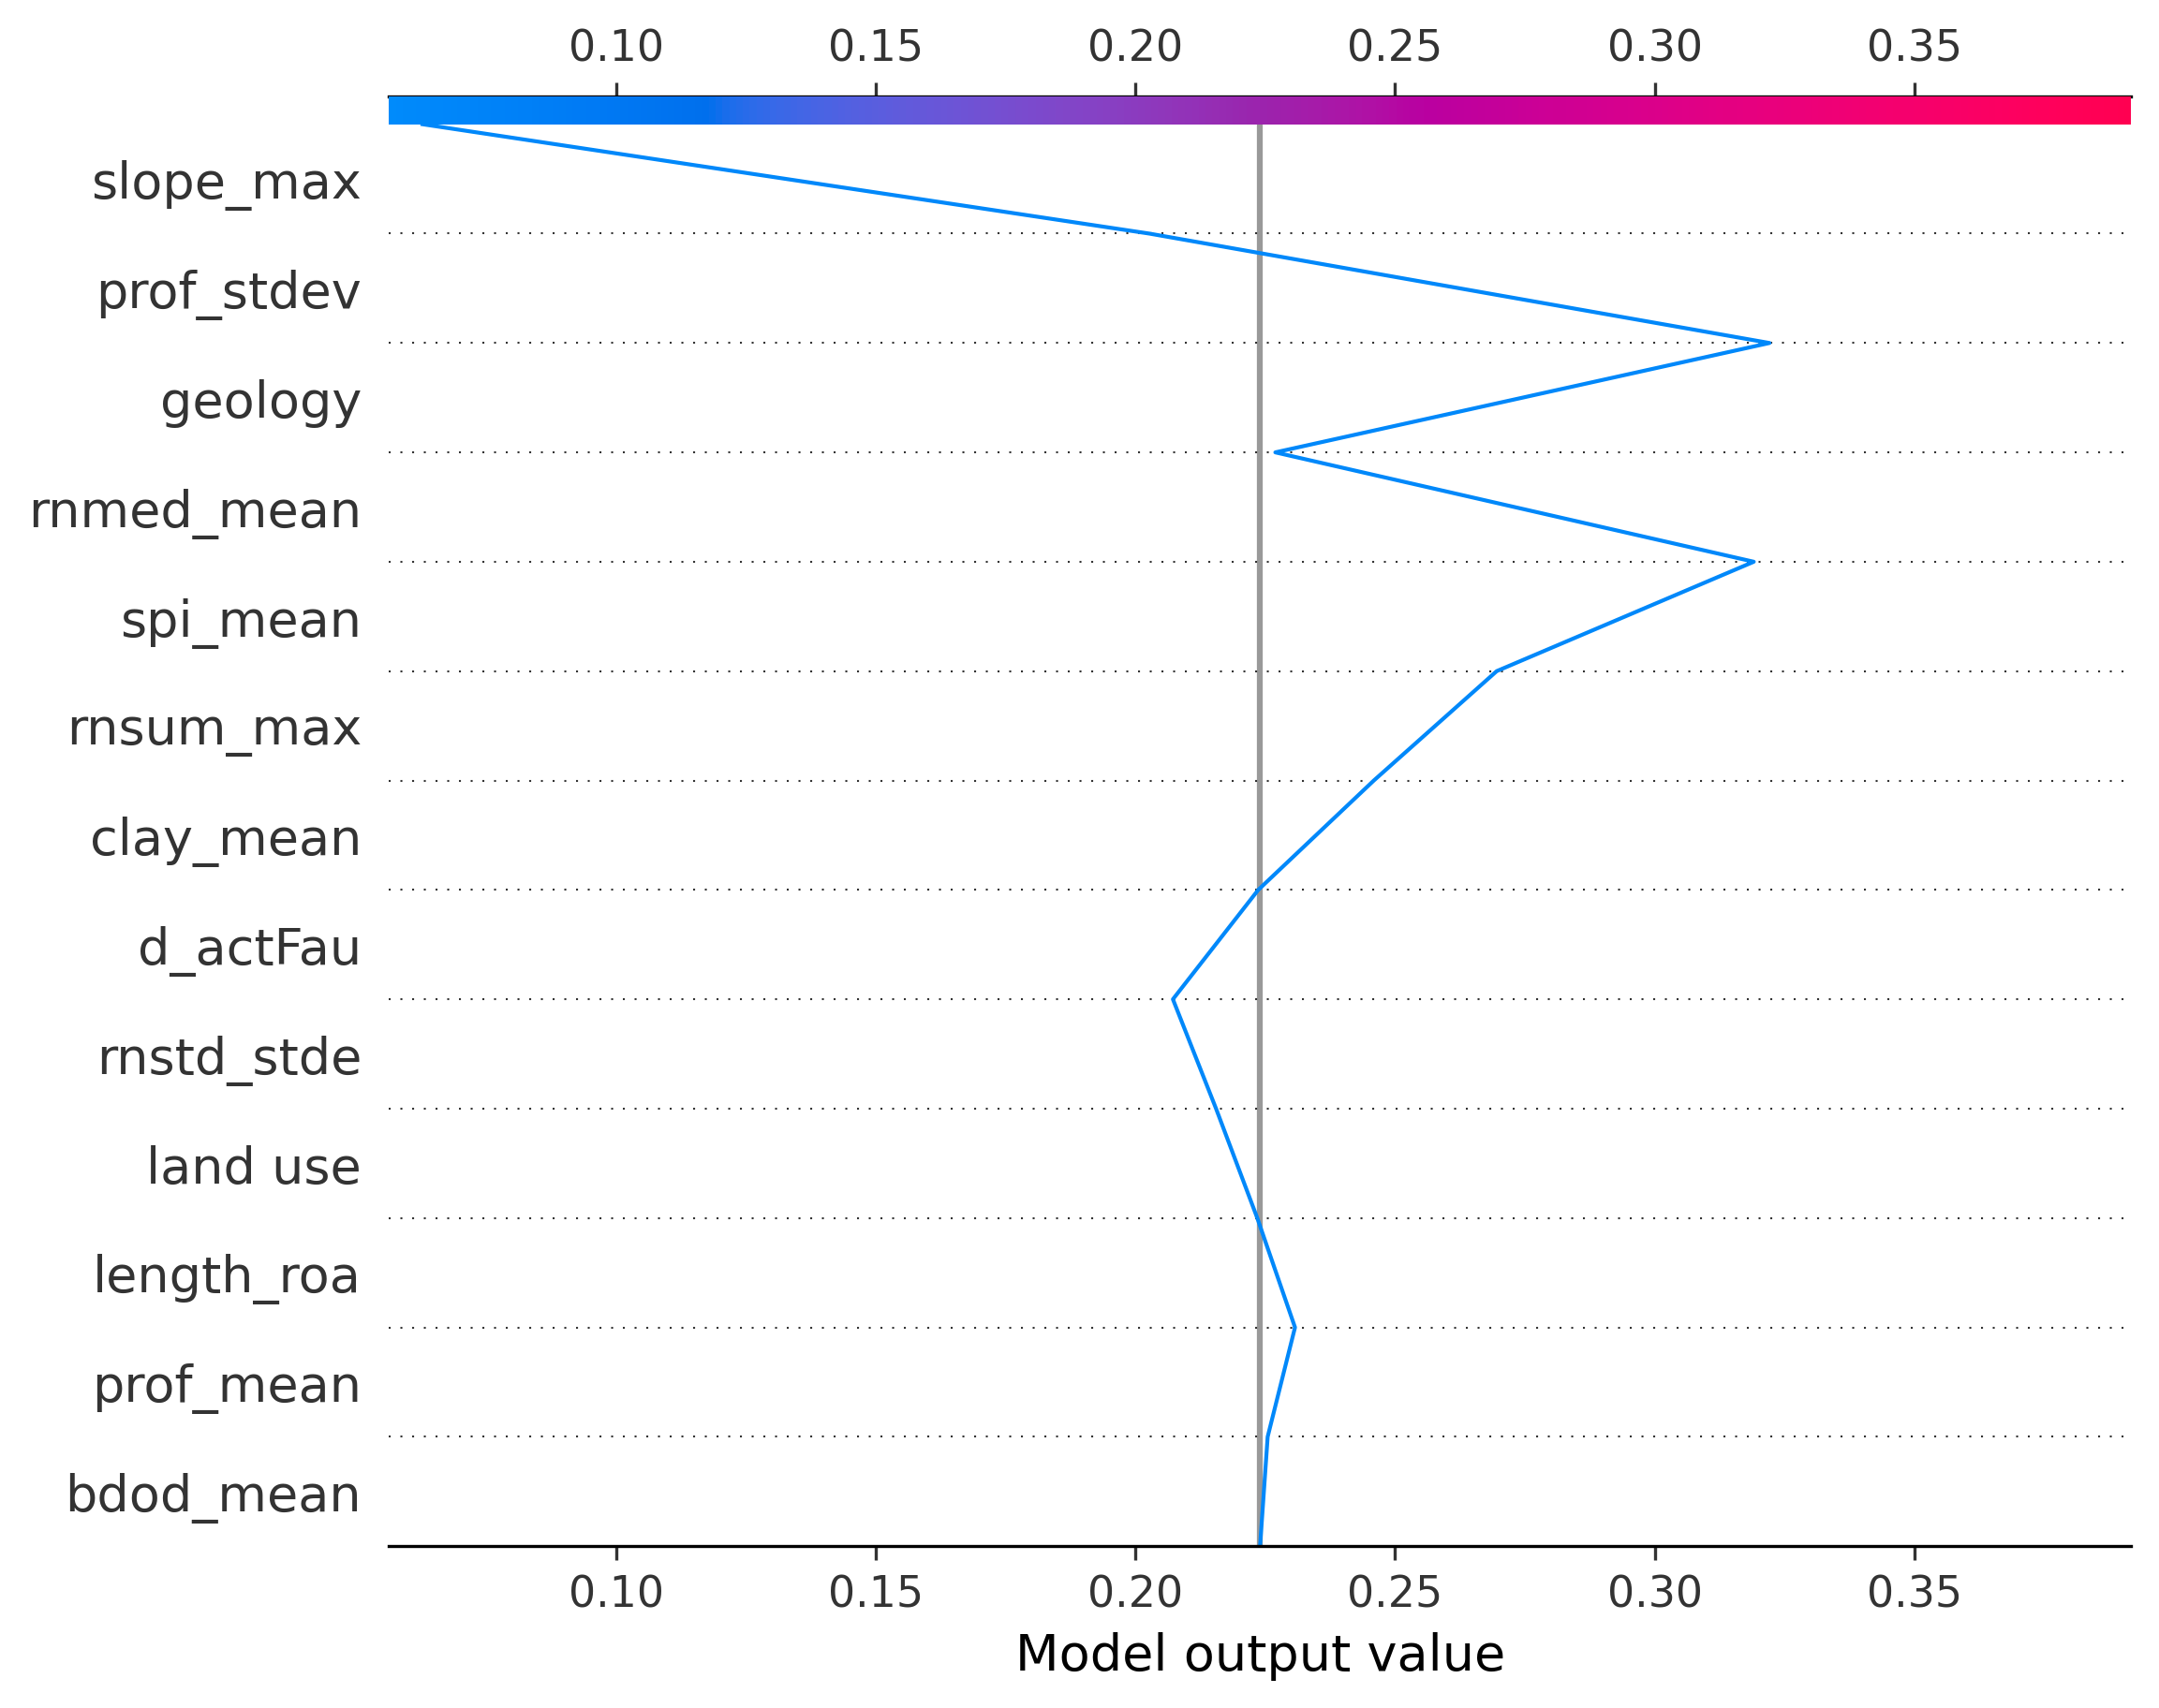 0.10 0.15 0.20 0.25 0.30 0.35
slope_max
prof_stdev
geology
rnmed_mean
spi_mean
rnsum_max
clay_mean
d_actFau
rnstd_stde
land use
length_roa
prof_mean
bdod_mean
0.10 0.15 0.20 0.25 0.30 0.35
Model output value